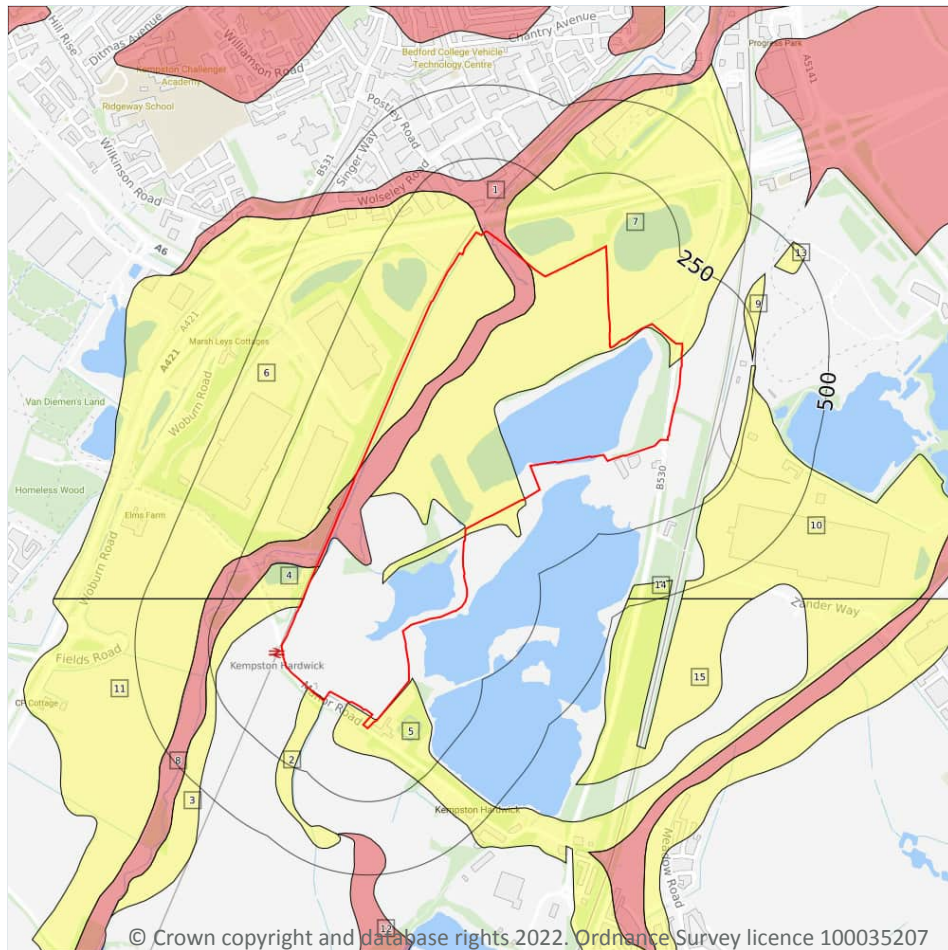 Hill Rise
Ditmas Avenue
Williamson Road
Kempston Challenger
Academy
Ridgeway School
Bedford College Vehicle
Technology Centre
Chantry Avenue
Progress Park
A5141
Postley Road
Singer Way
B531
Wilkinson Road
Wolseley Road
1
7
A6
250
13
9
A421
A421
Marsh Leys Cottages
6
Woburn Road
Van Diemen's Land
500
Homeless Wood
Elms Farm
B530
10
Woburn Road
4
14
Zander Way
Fields Road
Kempston Hardwick
11
15
CP Cottage
Manor Road
5
8
2
3
Kempston Hardwick
Meadow Road
12
© Crown copyright and database rights 2022. Ordnance Survey licence 100035207